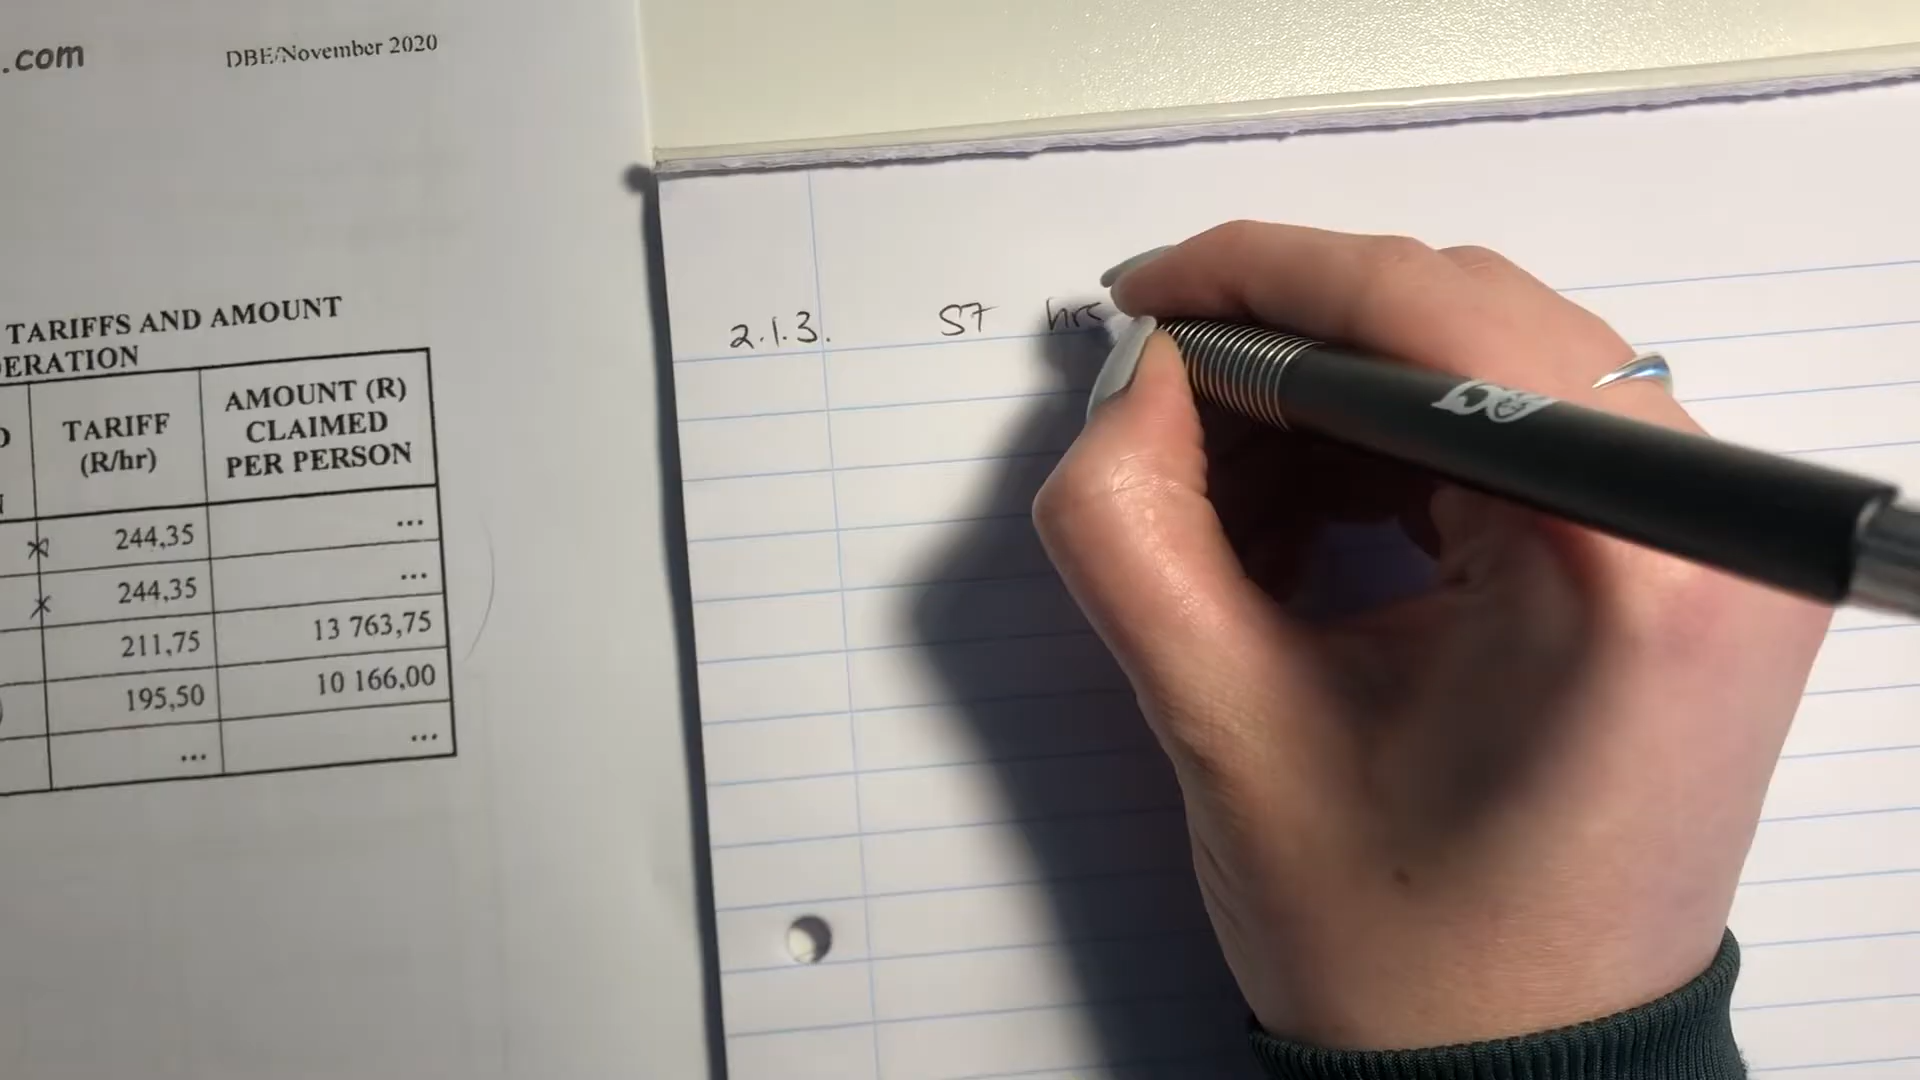 .com
DBE/November 2020
TARIFFS AND AMOUNT
ERATION
TARIFF (R/hr)
AMOUNT (R) CLAIMED PER PERSON
244,35 ...
244,35 ...
211,75 13 763,75
195,50 10 166,00
... ...
2.1.3. 57 hrs